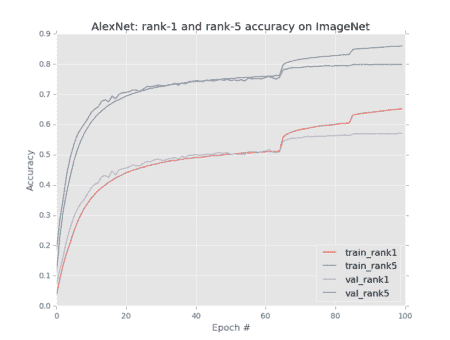 AlexNet: rank-1 and rank-5 accuracy on ImageNet
0.9
0.8
0.7
0.6
0.5
0.4
0.3
0.2
0.1
0.0
Accuracy
0 20 40 60 80 100
Epoch #
train_rank1
train_rank5
val_rank1
val_rank5